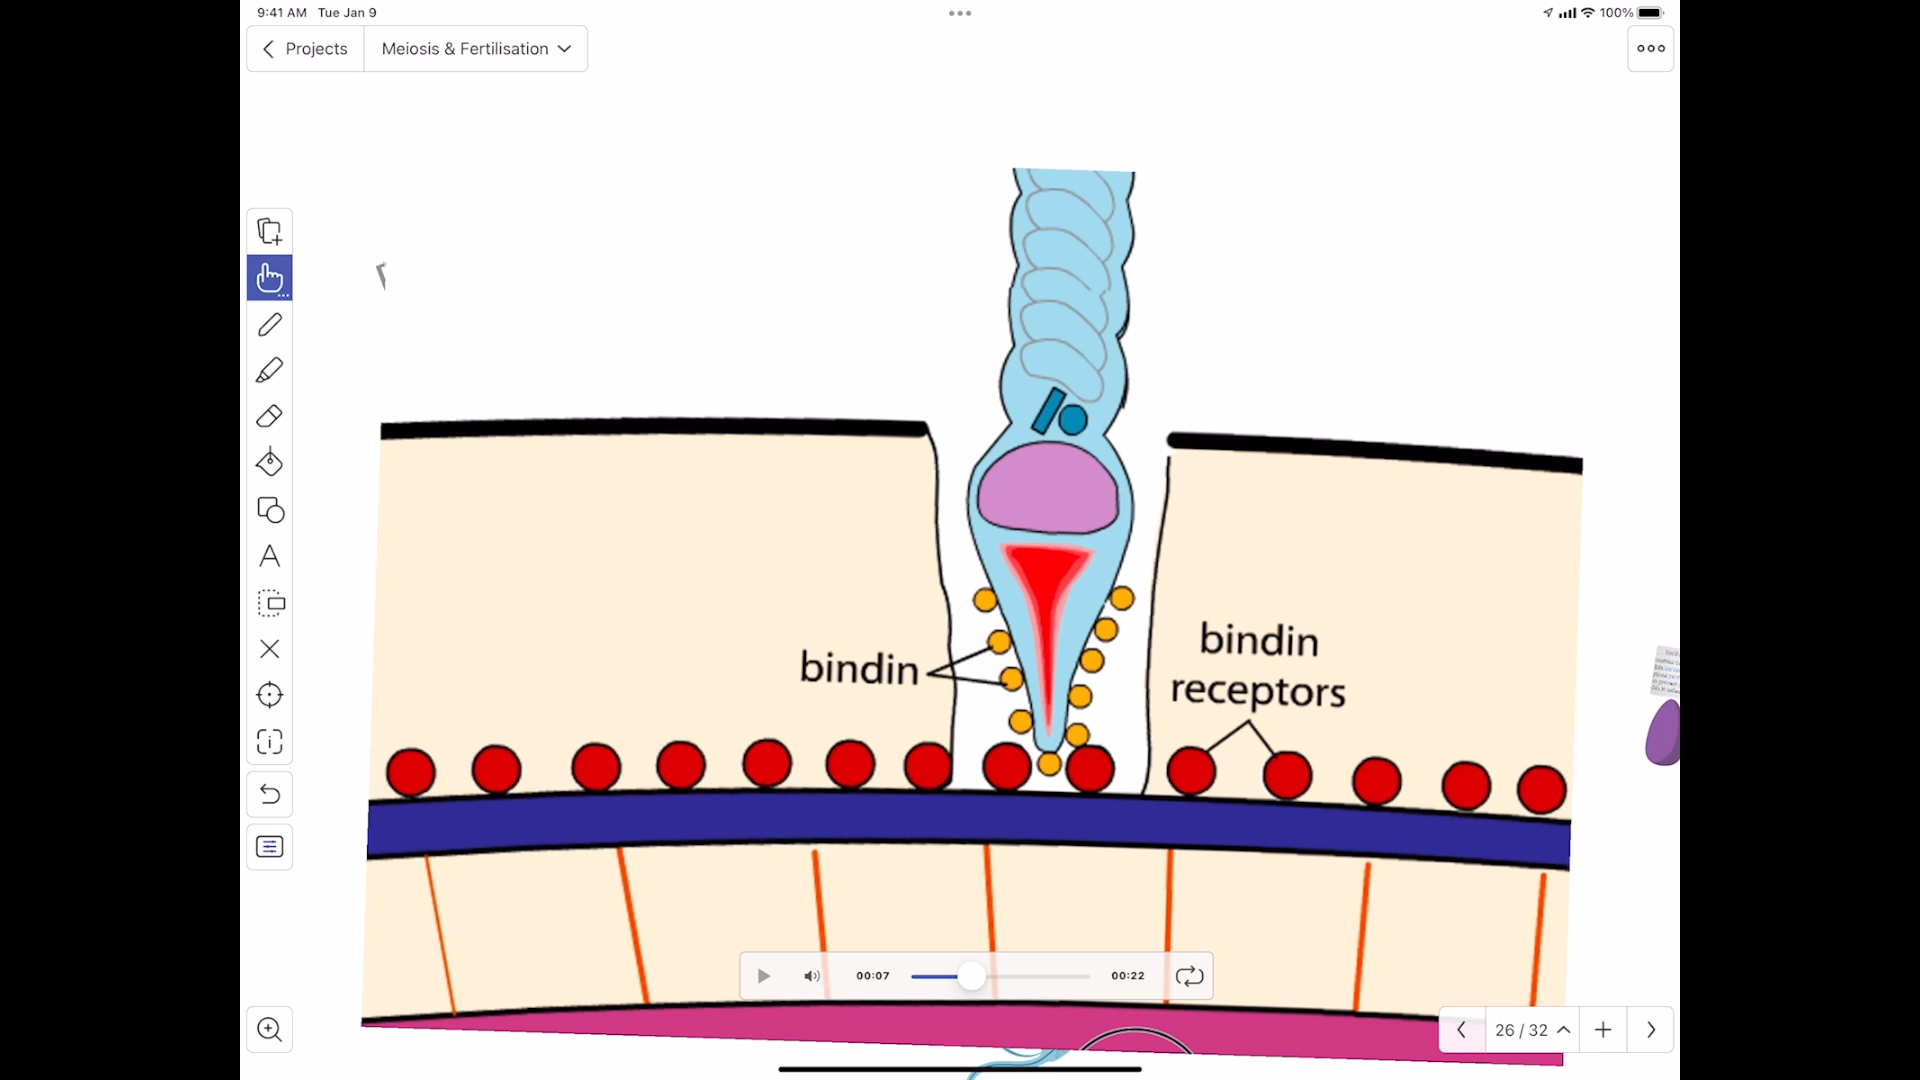 9:41 AM Tue Jan 9
100%
Projects
Meiosis & Fertilisation
bindin
bindin
receptors
00:07
00:22
26 / 32